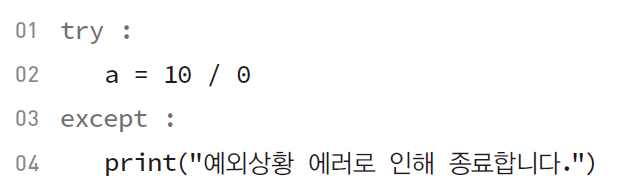 01 try :
02 a = 10 / 0
03 except :
04 print("예외상황 에러로 인해 종료합니다.")